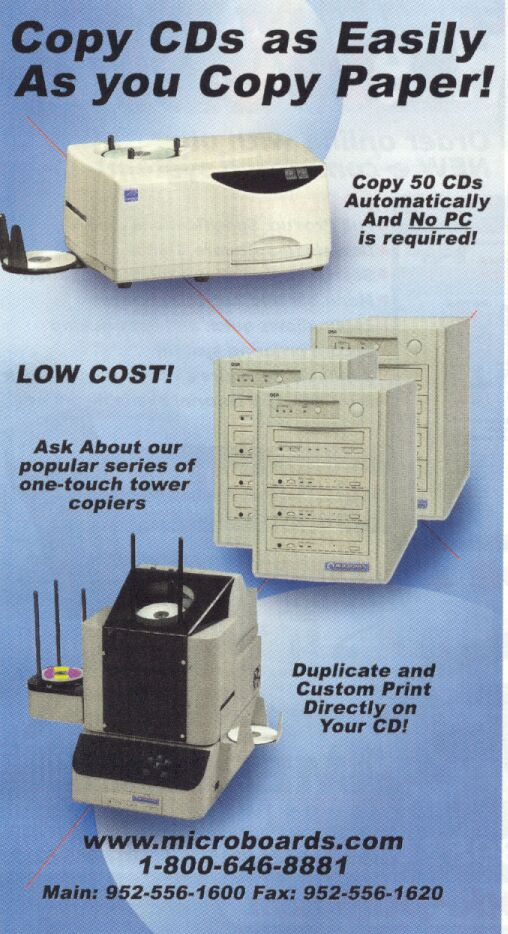 Copy CDs as Easily
As you Copy Paper!
Copy 50 CDs
Automatically
And No PC
is required!
LOW COST!
Ask About our
popular series of
one-touch tower
copiers
Duplicate and
Custom Print
Directly on
Your CD!
www.microboards.com
1-800-646-8881
Main: 952-556-1600 Fax: 952-556-1620